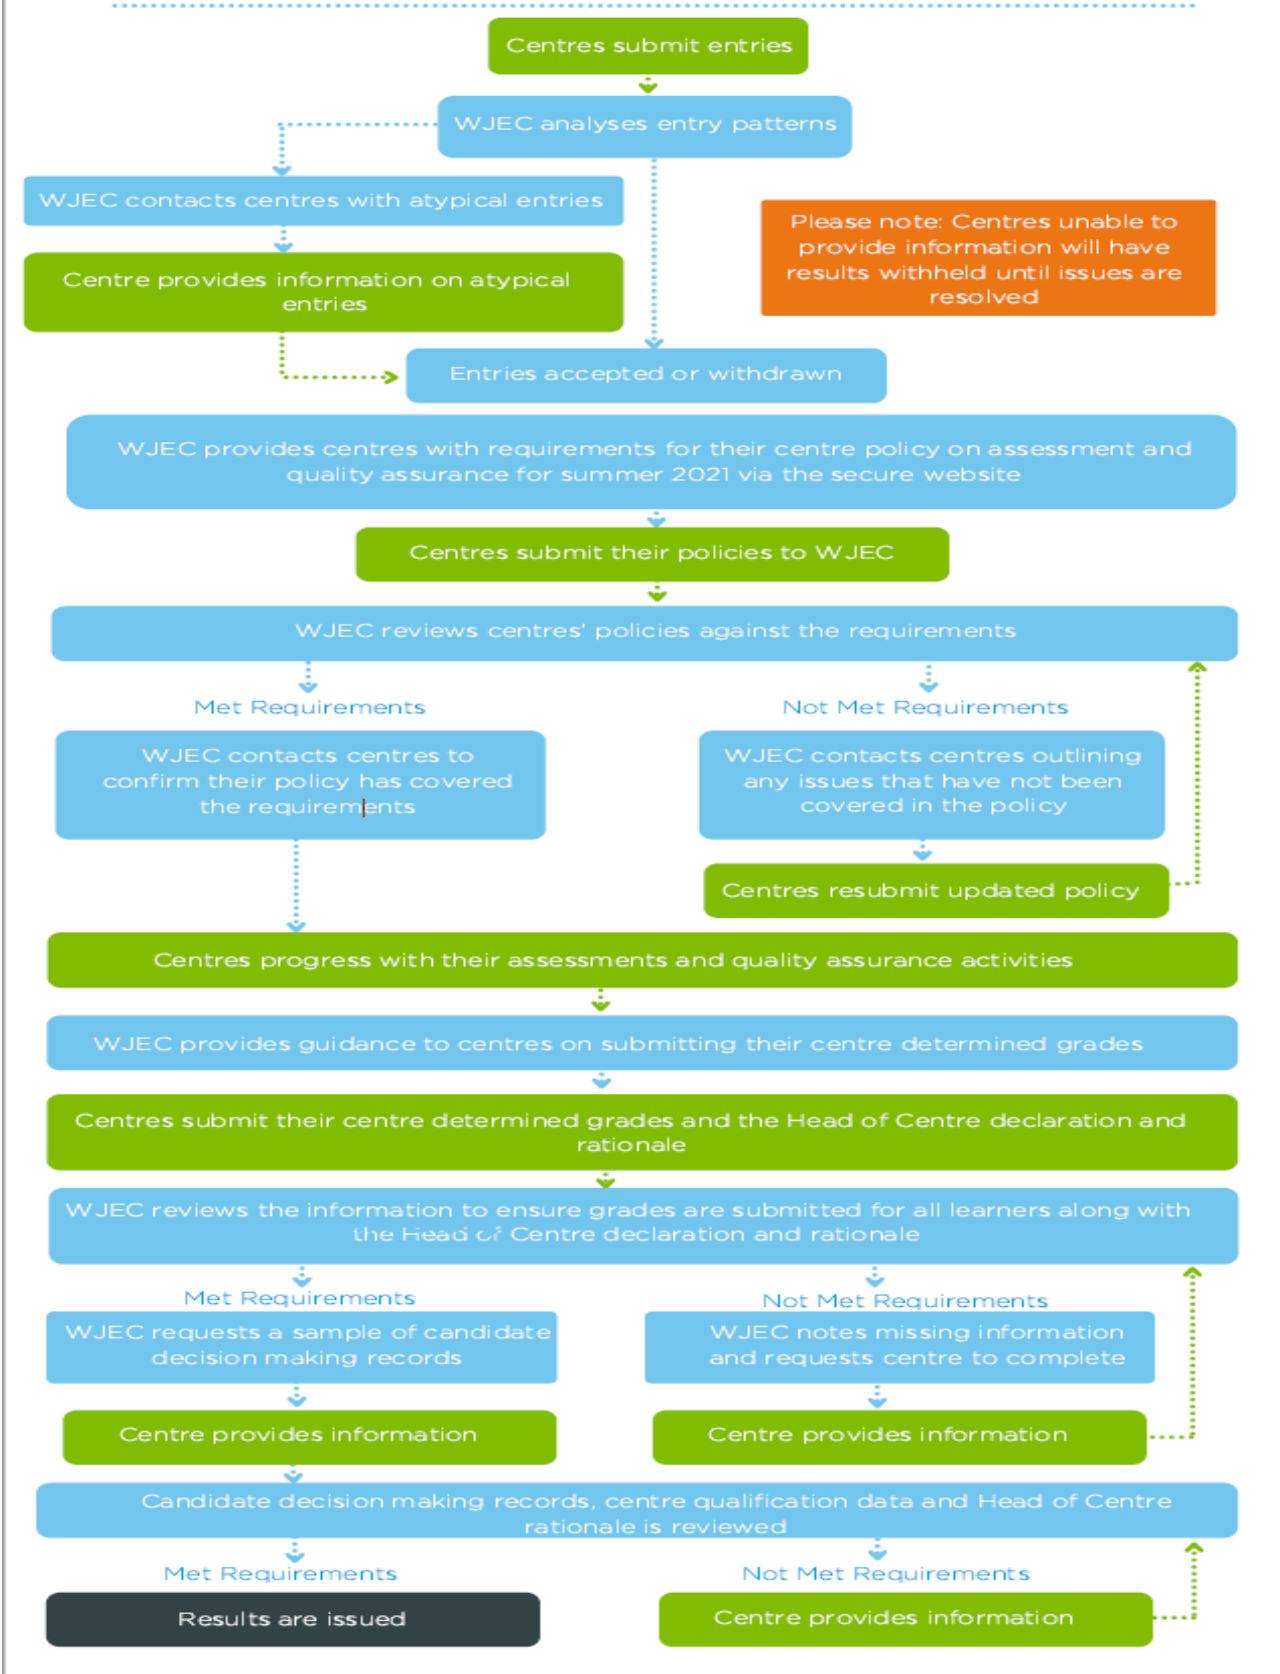 Centres submit entries
WJEC analyses entry patterns
WJEC contacts centres with atypical entries
Please note: Centres unable to
provide information will have
results withheld until issues are
resolved
Centre provides information on atypical
entries
Entries accepted or withdrawn
WJEC provides centres with requirements for their centre policy on assessment and
quality assurance for summer 2021 via the secure website
Centres submit their policies to WJEC
WJEC reviews centres' policies against the requirements
Met Requirements
WJEC contacts centres to
confirm their policy has covered
the requirements
Not Met Requirements
WJEC contacts centres outlining
any issues that have not been
covered in the policy
Centres resubmit updated policy
Centres progress with their assessments and quality assurance activities
WJEC provides guidance to centres on submitting their centre determined grades
Centres submit their centre determined grades and the Head of Centre declaration and
rationale
WJEC reviews the information to ensure grades are submitted for all learners along with
the Head of Centre declaration and rationale
Met Requirements
WJEC requests a sample of candidate
decision making records
Centre provides information
Not Met Requirements
WJEC notes missing information
and requests centre to complete
Centre provides information
Candidate decision making records, centre qualification data and Head of Centre
rationale is reviewed
Met Requirements
Results are issued
Not Met Requirements
Centre provides information